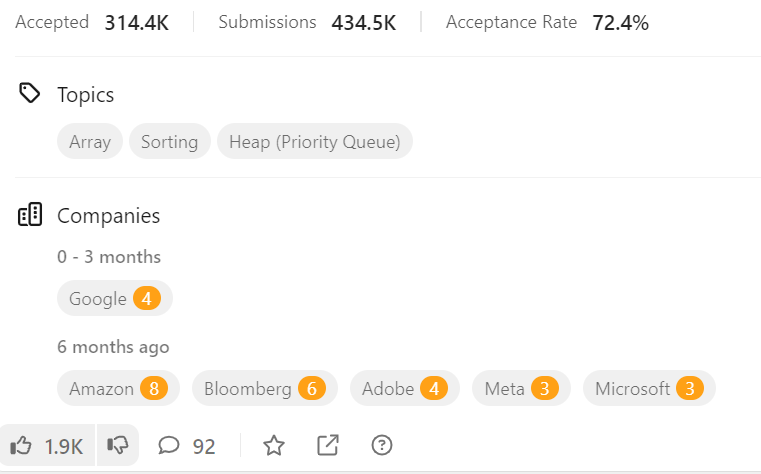 Accepted 314.4K Submissions 434.5K Acceptance Rate 72.4%
Topics
Array Sorting Heap (Priority Queue)
Companies
0 - 3 months
Google 4
6 months ago
Amazon 8 Bloomberg 6 Adobe 4 Meta 3 Microsoft 3
1.9K 92 ?